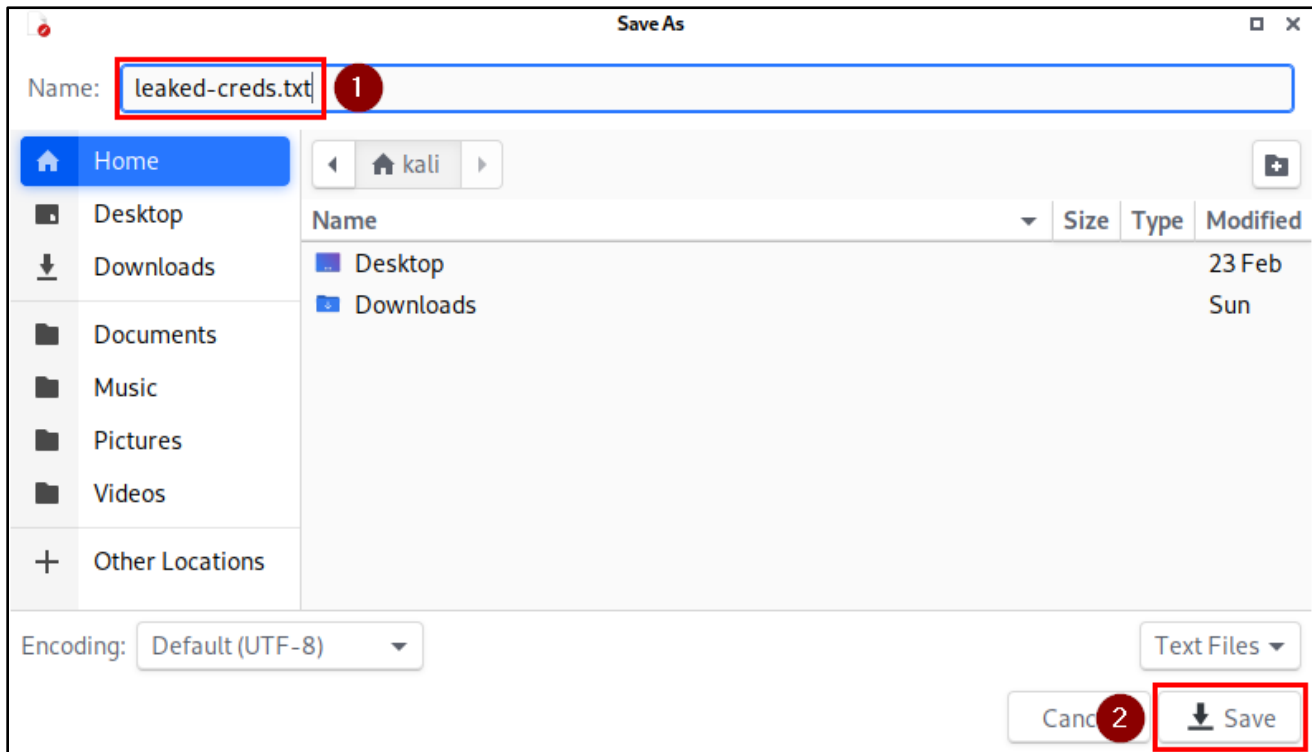 Save As
Name: leaked-creds.txt 1
Home
Desktop
Downloads
Documents
Music
Pictures
Videos
Other Locations
kali
Name Size Type Modified
Desktop 23 Feb
Downloads Sun
Encoding: Default (UTF-8) Text Files
Canc 2 Save